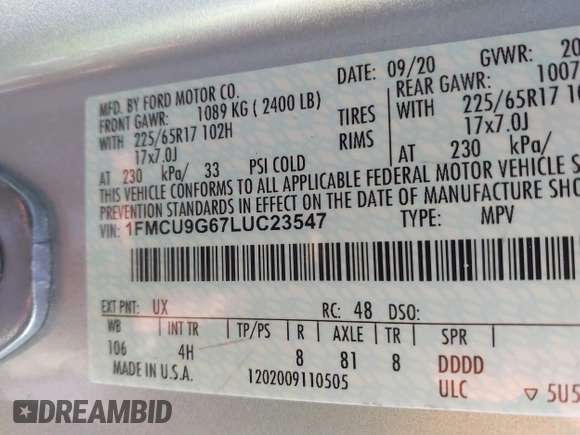 DATE: 09/20 GVWR: 20
MFD. BY FORD MOTOR CO.
FRONT GAWR: 1089 KG ( 2400 LB) REAR GAWR: 1007
WITH 225/65R17 102H TIRES WITH 225/65R17 10
17x7.0J RIMS 17x7.0J
AT 230 kPa/ 33 PSI COLD AT 230 kPa/
THIS VEHICLE CONFORMS TO ALL APPLICABLE FEDERAL MOTOR VEHICLE S
PREVENTION STANDARDS IN EFFECT ON THE DATE OF MANUFACTURE SHO
VIN: 1FMCU9G67LUC23547 TYPE: MPV
EXT PNT: UX RC: 48 DSO:
WB INT TR TP/PS R AXLE TR SPR
106 4H 8 81 8 DDDD
MADE IN U.S.A. 1202009110505 ULC ▽ 5U5
DREAMBID